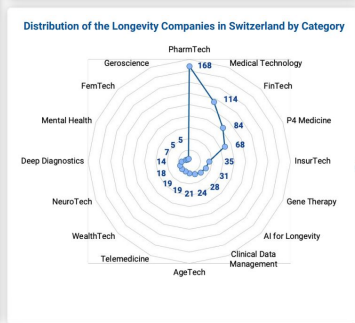 Distribution of the Longevity Companies in Switzerland by Category
PharmTech
Geroscience
Medical Technology
FemTech
FinTech
Mental Health
P4 Medicine
Deep Diagnostics
InsurTech
NeuroTech
Gene Therapy
WealthTech
AI for Longevity
Telemedicine
Clinical Data
Management
AgeTech
168
114
84
68
35
31
28
24
21
19
19
18
14
7
5
5